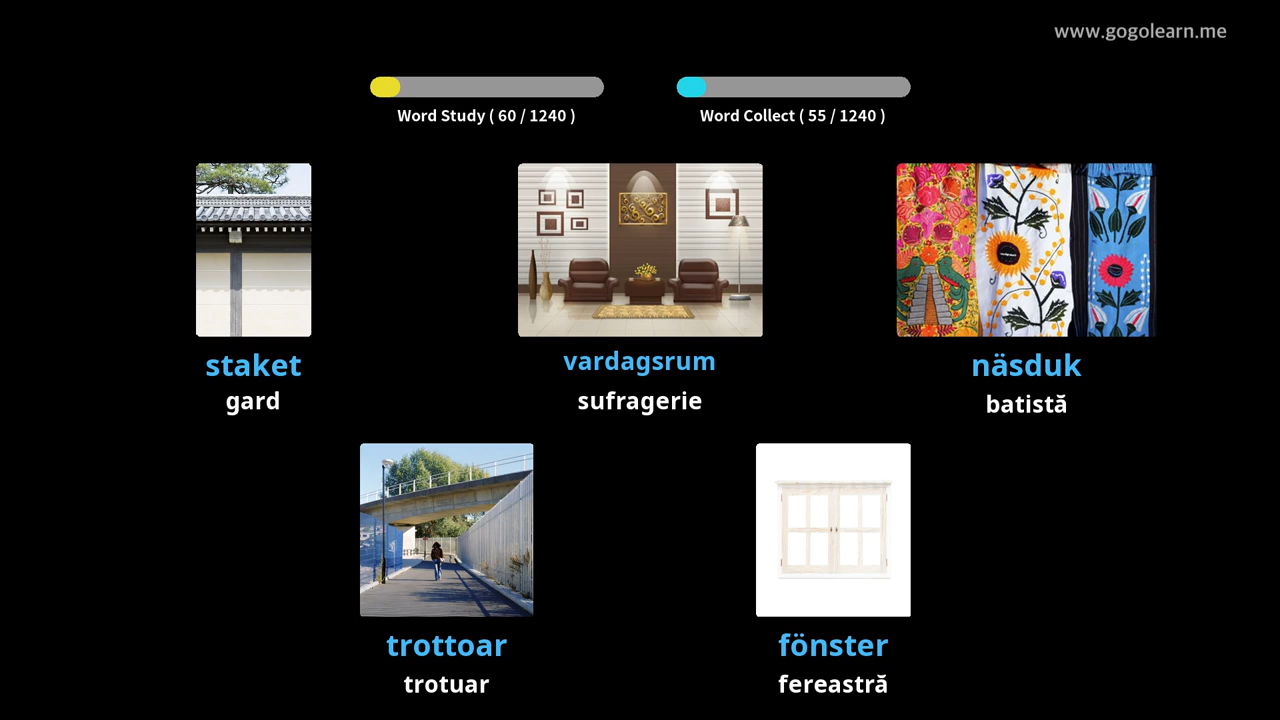 www.gogolearn.me
Word Study ( 60 / 1240 )
Word Collect ( 55 / 1240 )
staket
gard
vardagsrum
sufragerie
näsduk
batistă
trottoar
trotuar
fönster
fereastră